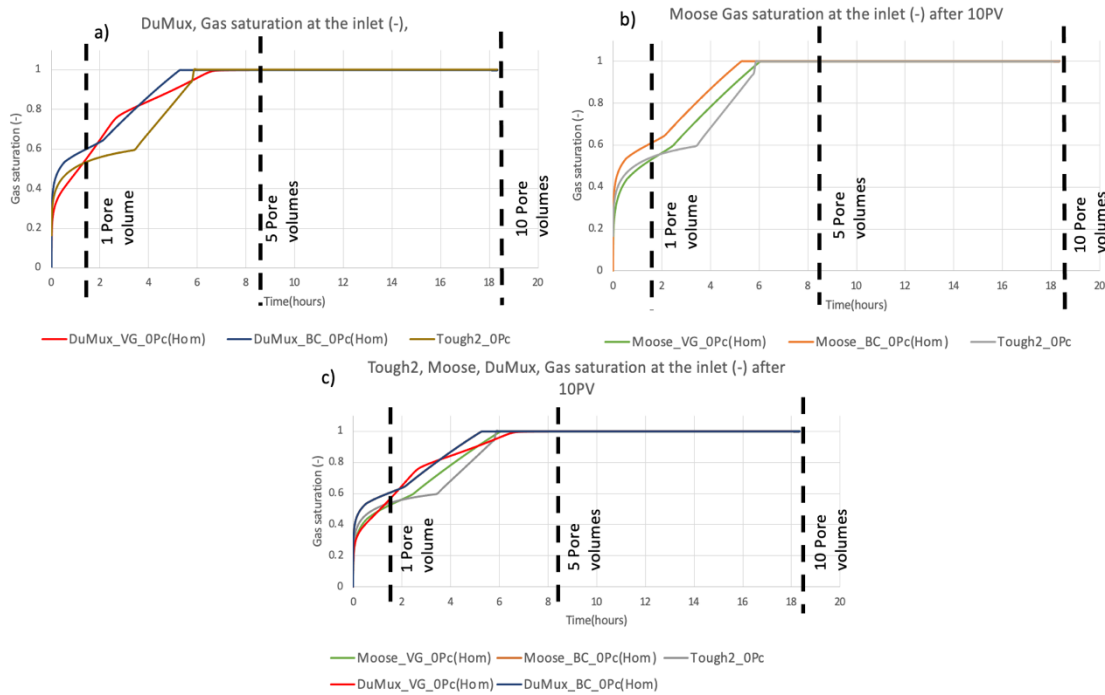 a)
DuMux, Gas saturation at the inlet (-),
Gas saturation (-)
1
0.8
0.6
0.4
0.2
0
1 Pore
volume
5 Pore
volumes
10 Pore
volumes
0 2 4 6 8 10 12 14 16 18 20
Time(hours)
DuMux_VG_0Pc(Hom) DuMux_BC_0Pc(Hom) Tough2_0Pc
b)
Moose Gas saturation at the inlet (-) after 10PV
Gas saturation (-)
1
0.8
0.6
0.4
0.2
0
1 Pore
volume
5 Pore
volumes
10 Pore
volumes
0 2 4 6 8 10 12 14 16 18 20
Time(hours)
Moose_VG_0Pc(Hom) Moose_BC_0Pc(Hom) Tough2_0Pc
c)
Tough2, Moose, DuMux, Gas saturation at the inlet (-) after
10PV
Gas saturation (-)
1
0.8
0.6
0.4
0.2
0
1 Pore
volume
5 Pore
volumes
10 Pore
volumes
0 2 4 6 8 10 12 14 16 18 20
Time(hours)
Moose_VG_0Pc(Hom) Moose_BC_0Pc(Hom) Tough2_0Pc
DuMux_VG_0Pc(Hom) DuMux_BC_0Pc(Hom)